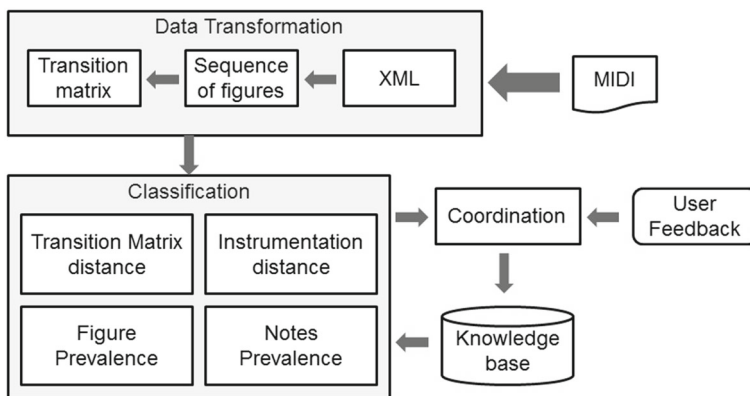 Data Transformation
Transition
matrix
Sequence
of figures
XML
MIDI
Classification
Transition Matrix
distance
Instrumentation
distance
Figure
Prevalence
Notes
Prevalence
Coordination
User
Feedback
Knowledge
base